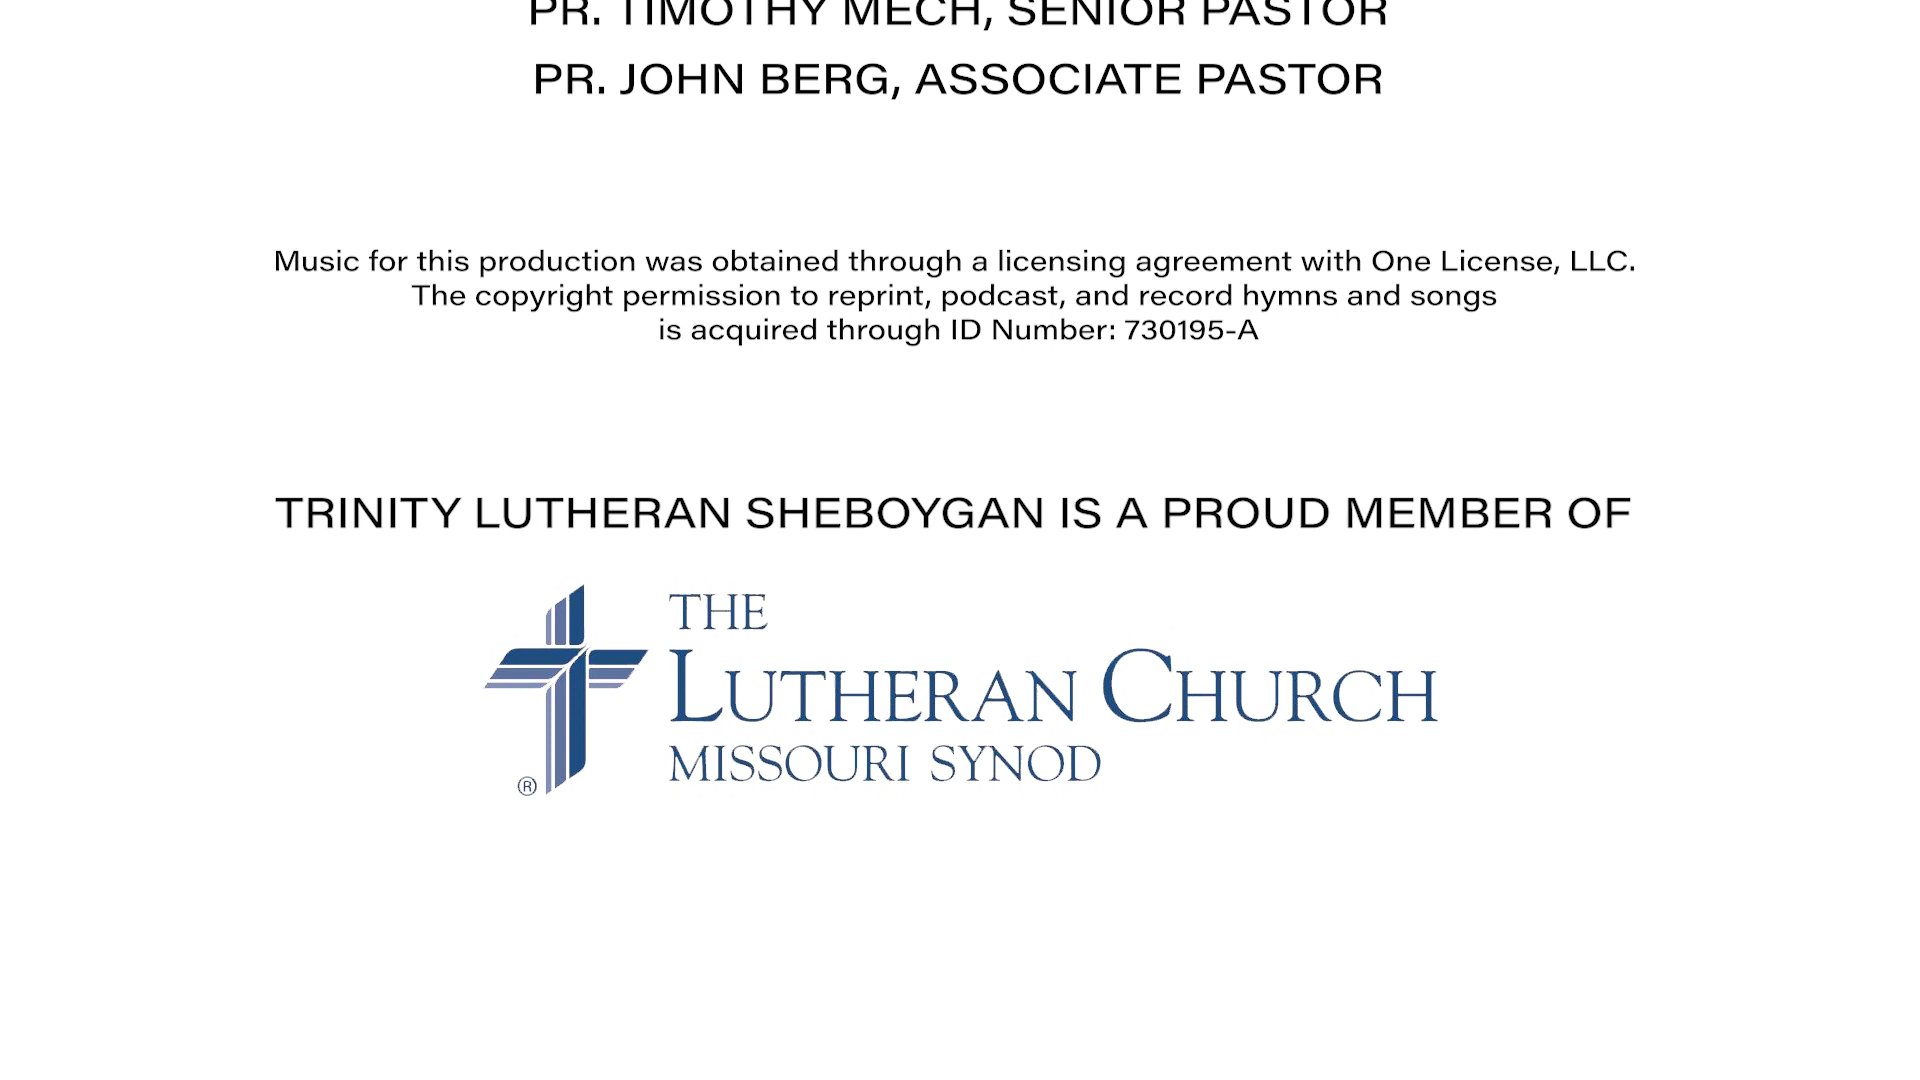 PR. TIMOTHY MECH, SENIOR PASTOR
PR. JOHN BERG, ASSOCIATE PASTOR
Music for this production was obtained through a licensing agreement with One License, LLC.
The copyright permission to reprint, podcast, and record hymns and songs
is acquired through ID Number: 730195-A
TRINITY LUTHERAN SHEBOYGAN IS A PROUD MEMBER OF
THE
LUTHERAN CHURCH
MISSOURI SYNOD
®